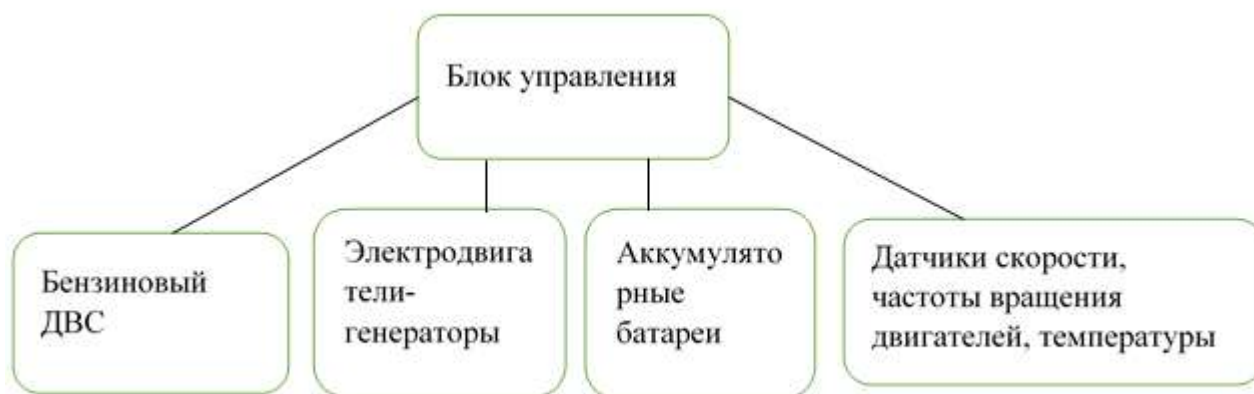 Блок управления
Бензиновый
ДВС
Электродвига
тели-
генераторы
Аккумулято
рные
батареи
Датчики скорости,
частоты вращения
двигателей, температуры